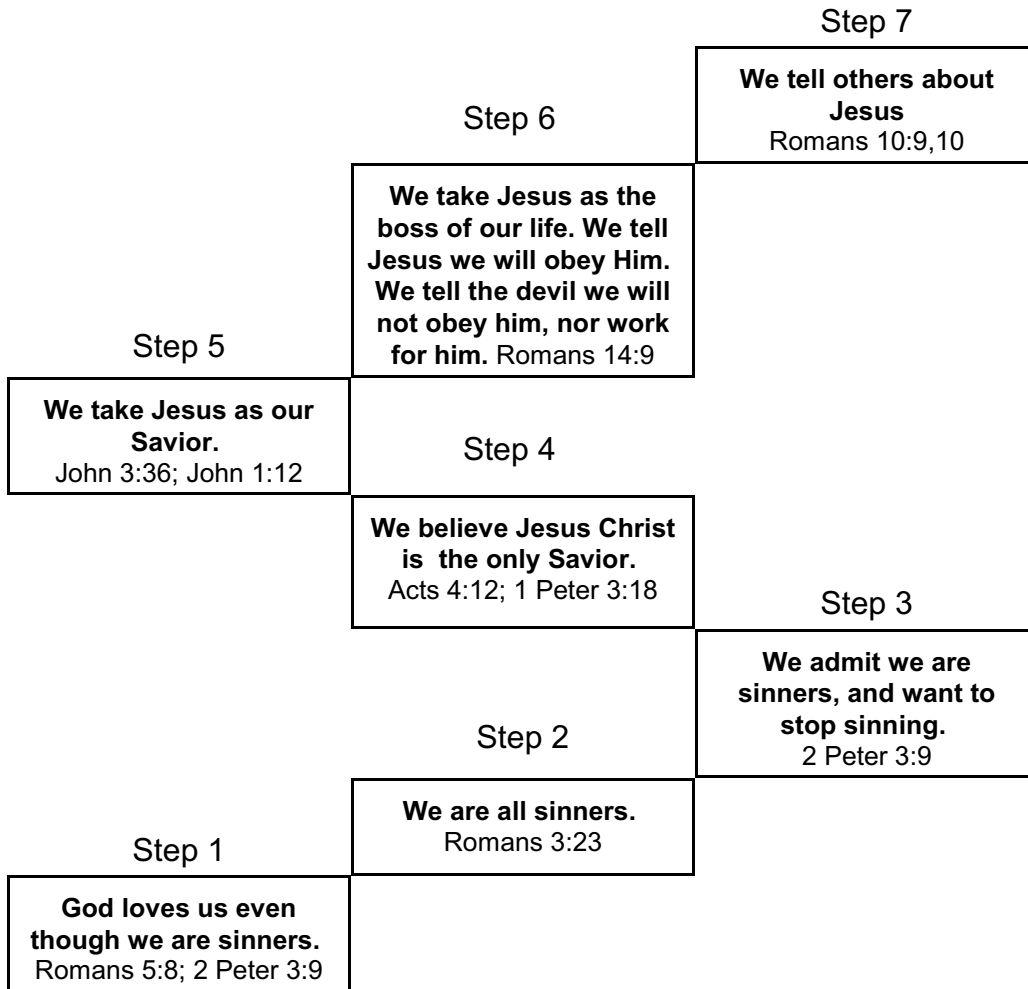 Step 7
We tell others about
Jesus
Romans 10:9,10
Step 6
We take Jesus as the
boss of our life. We tell
Jesus we will obey Him.
We tell the devil we will
not obey him, nor work
for him. Romans 14:9
Step 5
We take Jesus as our
Savior.
John 3:36; John 1:12
Step 4
We believe Jesus Christ
is  the only Savior.
Acts 4:12; 1 Peter 3:18
Step 3
We admit we are
sinners, and want to
stop sinning.
2 Peter 3:9
Step 2
We are all sinners.
Romans 3:23
Step 1
God loves us even
though we are sinners.
Romans 5:8; 2 Peter 3:9